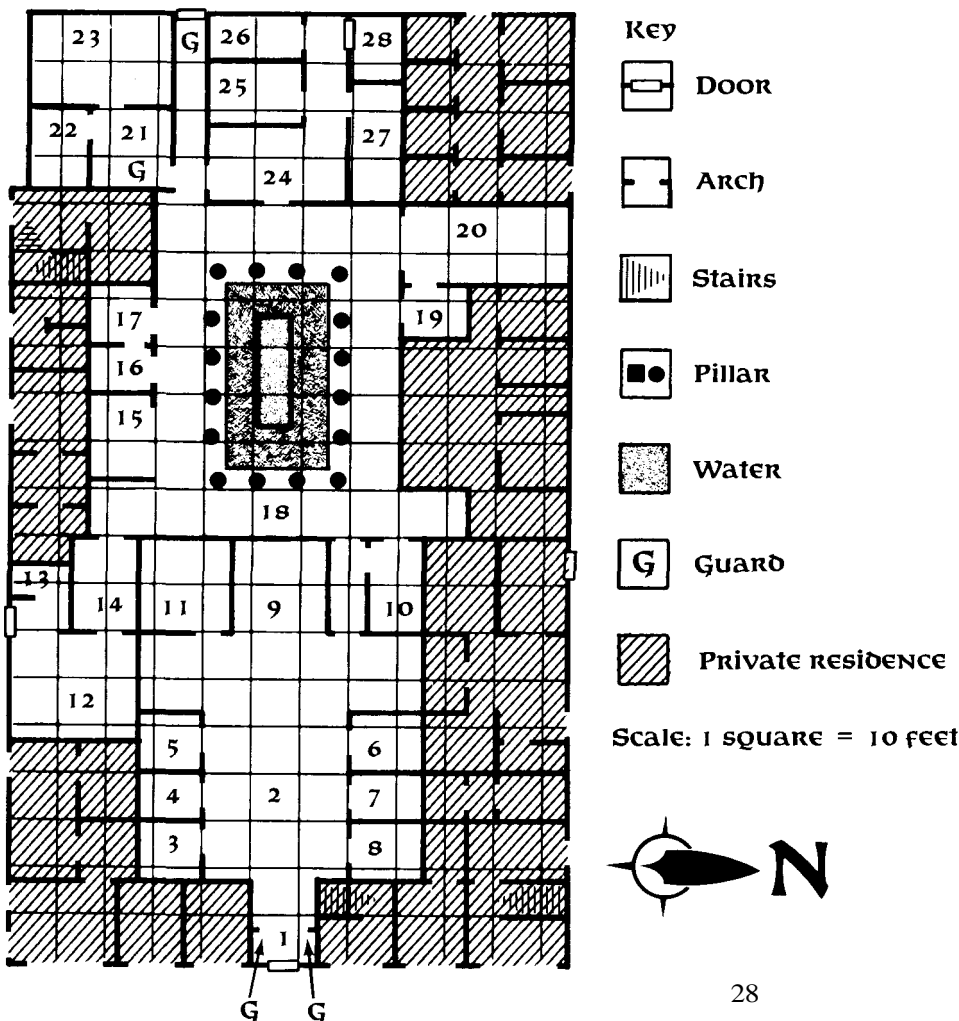 23
G
26
28
25
22
21
27
G
24
20
17
19
16
15
18
13
14
11
9
10
12
5
6
4
2
7
3
8
1
G G
Key
Door
Arch
Stairs
Pillar
Water
G Guard
Private residence
Scale: 1 square = 10 feet
N
28